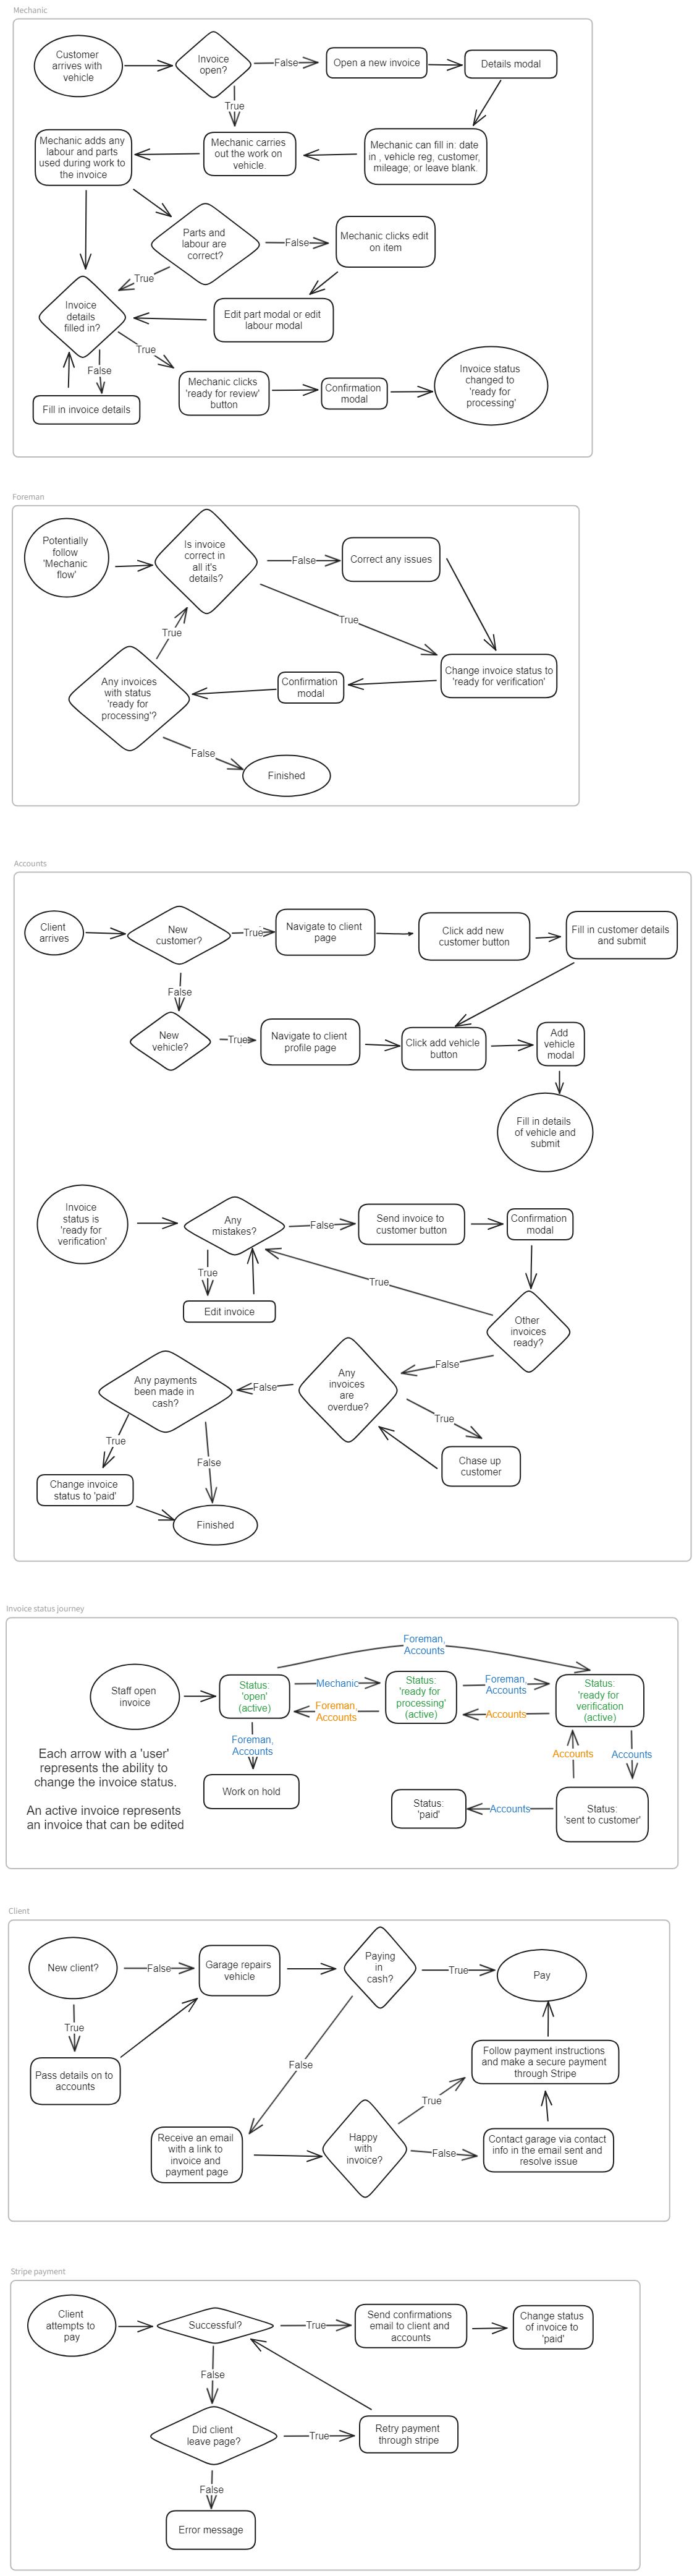 Mechanic
Customer
arrives with
vehicle
Invoice
open?
False
Open a new invoice
Details modal
True
Mechanic adds any
labour and parts
used during work to
the invoice
Mechanic carries
out the work on
vehicle.
Mechanic can fill in: date
in , vehicle reg, customer,
mileage; or leave blank.
Parts and
labour are
correct?
False
Mechanic clicks edit
on item
True
Invoice
details
filled in?
Edit part modal or edit
labour modal
True
False
Fill in invoice details
Mechanic clicks
'ready for review'
button
Confirmation
modal
Invoice status
changed to
'ready for
processing'
Foreman
Potentially
follow
'Mechanic
flow'
Is invoice
correct in
all it's
details?
False
Correct any issues
True
True
Any invoices
with status
'ready for
processing'?
Confirmation
modal
Change invoice status to
'ready for verification'
False
Finished
Accounts
Client
arrives
New
customer?
True
Navigate to client
page
Click add new
customer button
Fill in customer details
and submit
False
New
vehicle?
True
Navigate to client
profile page
Click add vehicle
button
Add
vehicle
modal
Fill in details
of vehicle and
submit
Invoice
status is
'ready for
verification'
Any
mistakes?
False
Send invoice to
customer button
Confirmation
modal
True
Edit invoice
True
Other
invoices
ready?
False
Any
invoices
are
overdue?
False
Any payments
been made in
cash?
True
Chase up
customer
True
False
Change invoice
status to 'paid'
Finished
Invoice status journey
Foreman,
Accounts
Staff open
invoice
Status:
'open'
(active)
Mechanic
Foreman,
Accounts
Status:
'ready for
processing'
(active)
Foreman,
Accounts
Accounts
Status:
'ready for
verification
(active)
Foreman,
Accounts
Accounts
Accounts
Each arrow with a 'user'
represents the ability to
change the invoice status.
An active invoice represents
an invoice that can be edited
Work on hold
Status:
'paid'
Accounts
Status:
'sent to customer'
Client
New client?
False
Garage repairs
vehicle
Paying
in
cash?
True
Pay
True
Pass details on to
accounts
False
Follow payment instructions
and make a secure payment
through Stripe
True
Receive an email
with a link to
invoice and
payment page
Happy
with
invoice?
False
Contact garage via contact
info in the email sent and
resolve issue
Stripe payment
Client
attempts to
pay
Successful?
True
Send confirmations
email to client and
accounts
Change status
of invoice to
'paid'
False
Did client
leave page?
True
Retry payment
through stripe
False
Error message